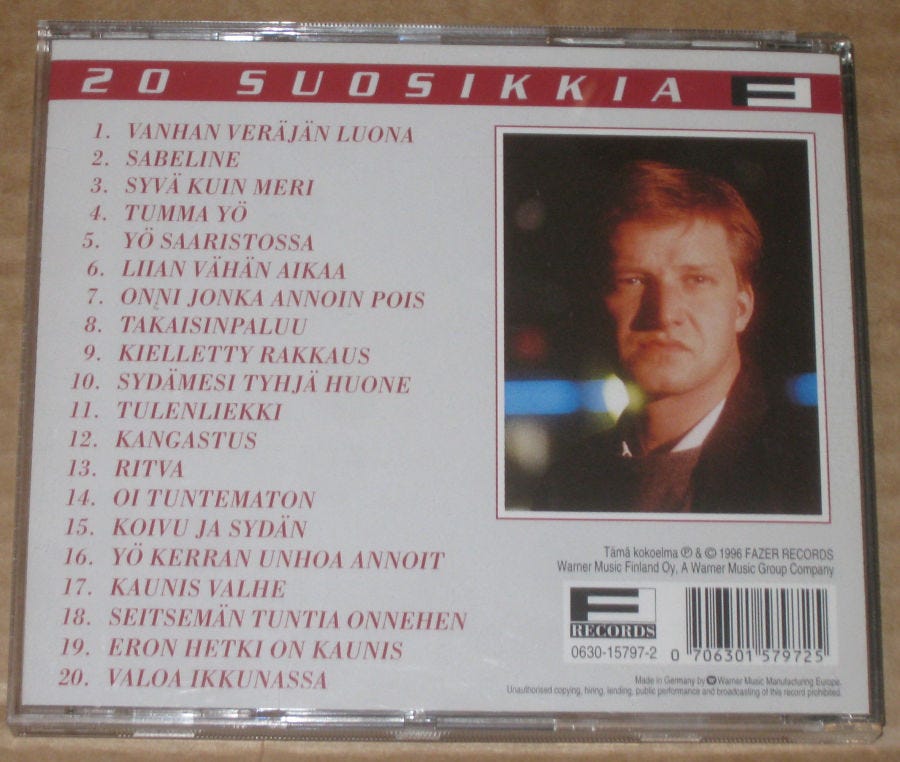 20 SUOSIKKIA F
1. VANHAN VERÄJÄN LUONA
2. SABELINE
3. SYVÄ KUIN MERI
4. TUMMA YÖ
5. YÖ SAARISTOSSA
6. LIIAN VÄHÄN AIKAA
7. ONNI JONKA ANNOIN POIS
8. TAKAISINPALUU
9. KIELLETTY RAKKAUS
10. SYDÄMESI TYHJÄ HUONE
11. TULENLIEKKI
12. KANGASTUS
13. RITVA
14. OI TUNTEMATON
15. KOIVU JA SYDÄN
16. YÖ KERRAN UNHOA ANNOIT
17. KAUNIS VALHE
18. SEITSEMÄN TUNTIA ONNEHEN
19. ERON HETKI ON KAUNIS
20. VALOA IKKUNASSA
Tämä kokoelma ℗ & © 1996 FAZER RECORDS
Warner Music Finland Oy, A Warner Music Group Company
F
RECORDS
0630-15797-2
0 706301 579725
Made in Germany by Warner Music Manufacturing Europe.
Unauthorised copying, hiring, lending, public performance and broadcasting of this record prohibited.